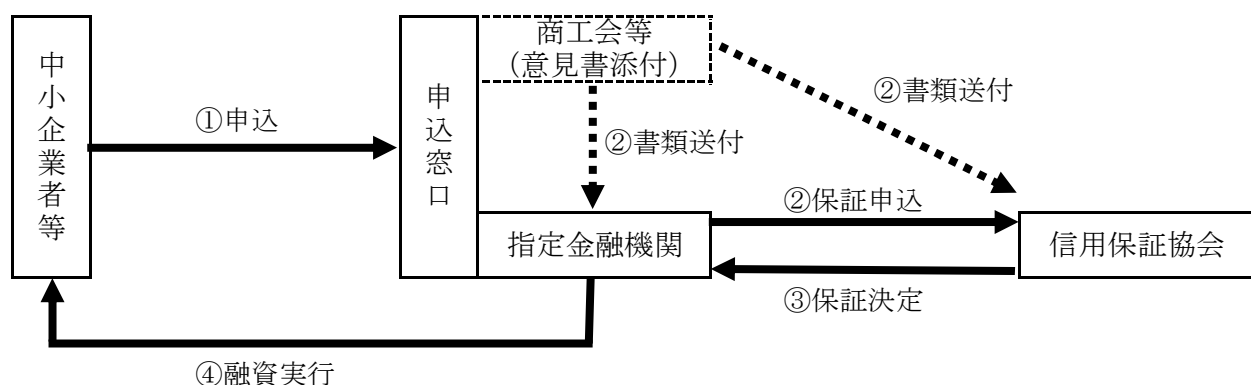 中小企業者等
①申込
申込窓口
商工会等
(意見書添付)
②書類送付
②書類送付
指定金融機関
②保証申込
③保証決定
信用保証協会
④融資実行